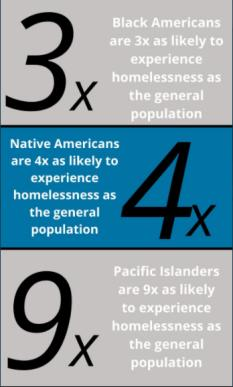 3x
Black Americans
are 3x as likely to
experience
homelessness as
the general
population
Native Americans
are 4x as likely to
experience
homelessness as
the general
population
4x
9x
Pacific Islanders
are 9x as likely
to experience
homelessness as
the general
population